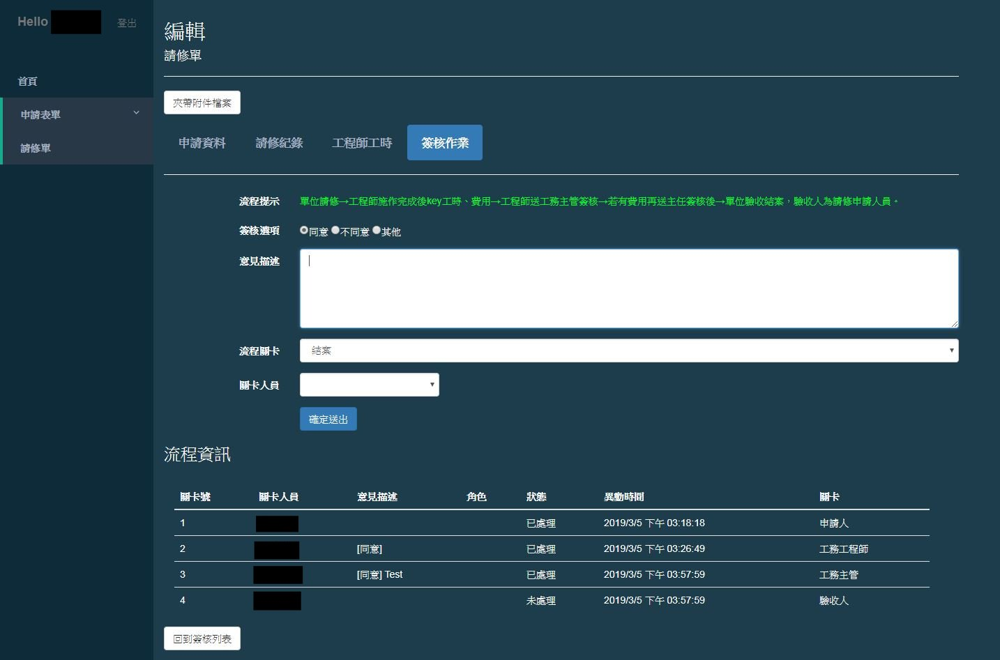 Hello
登出
首頁
申請表單
請修單
編輯
請修單
夾帶附件檔案
申請資料 請修紀錄 工程師工時 簽核作業
流程提示 單位請修→工程師施作完成後key工時、費用→工程師送工務主管簽核→若有費用再送主任簽核後→單位驗收結案，驗收人為請修申請人員。
簽核選項 同意 不同意 其他
意見描述
流程關卡 結案
關卡人員
確定送出
流程資訊
關卡號 關卡人員 意見描述 角色 狀態 異動時間 關卡
1 已處理 2019/3/5 下午 03:18:18 申請人
2 [同意] 已處理 2019/3/5 下午 03:26:49 工務工程師
3 [同意] Test 已處理 2019/3/5 下午 03:57:59 工務主管
4 未處理 2019/3/5 下午 03:57:59 驗收人
回到簽核列表